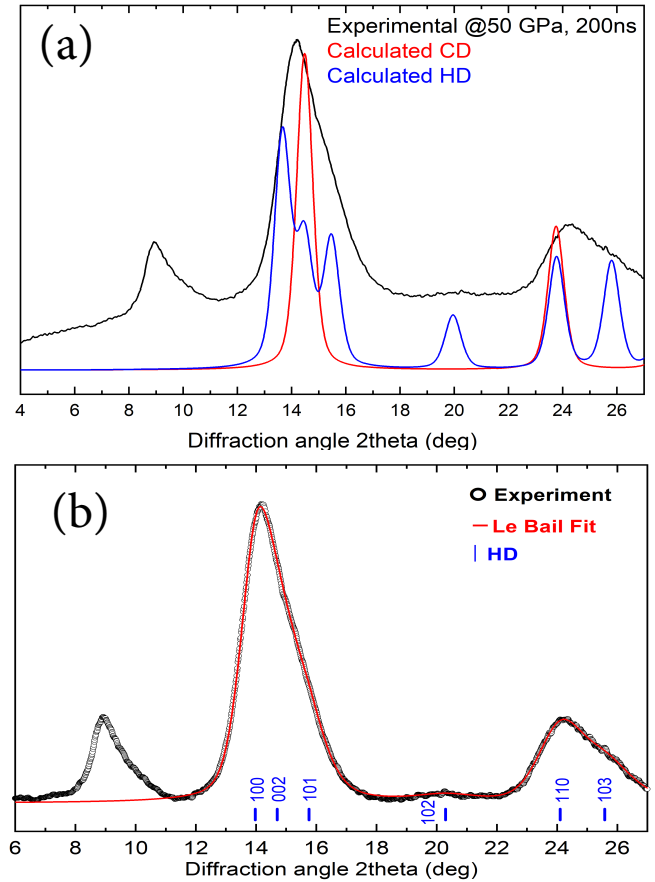 (a)
Experimental @50 GPa, 200ns
Calculated CD
Calculated HD
4 6 8 10 12 14 16 18 20 22 24 26
Diffraction angle 2theta (deg)
(b)
Experiment
Le Bail Fit
HD
100 002 101 102 110 103
6 8 10 12 14 16 18 20 22 24 26
Diffraction angle 2theta (deg)